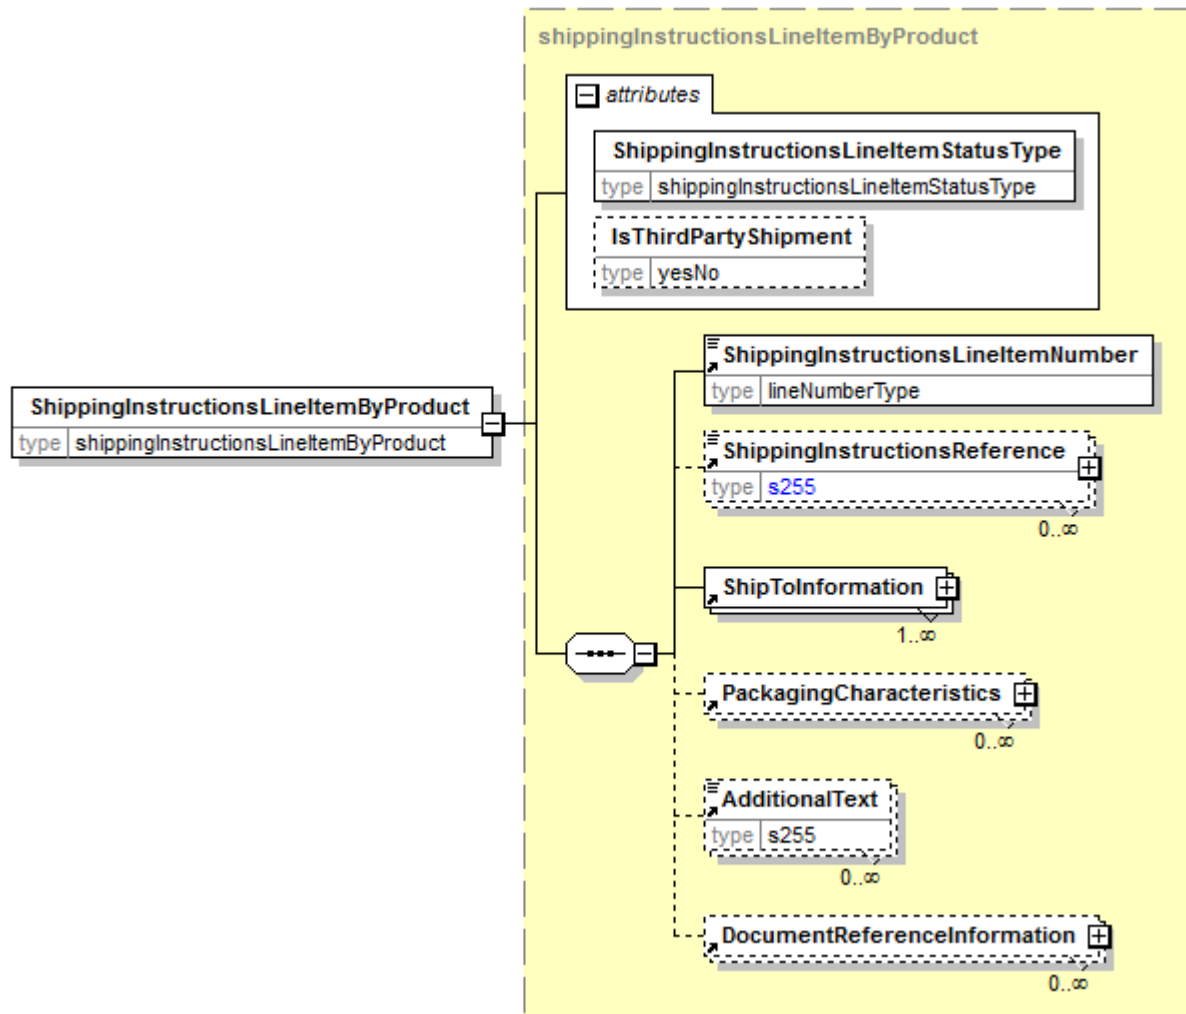 shippingInstructionsLineItemByProduct
attributes
ShippingInstructionsLineItemStatusType
type shippingInstructionsLineItemStatusType
IsThirdPartyShipment
type yesNo
ShippingInstructionsLineItemNumber
type lineNumberType
ShippingInstructionsLineItemByProduct
type shippingInstructionsLineItemByProduct
ShippingInstructionsReference
type s255
0..∞
ShipToInformation
1..∞
PackagingCharacteristics
0..∞
AdditionalText
type s255
0..∞
DocumentReferenceInformation
0..∞